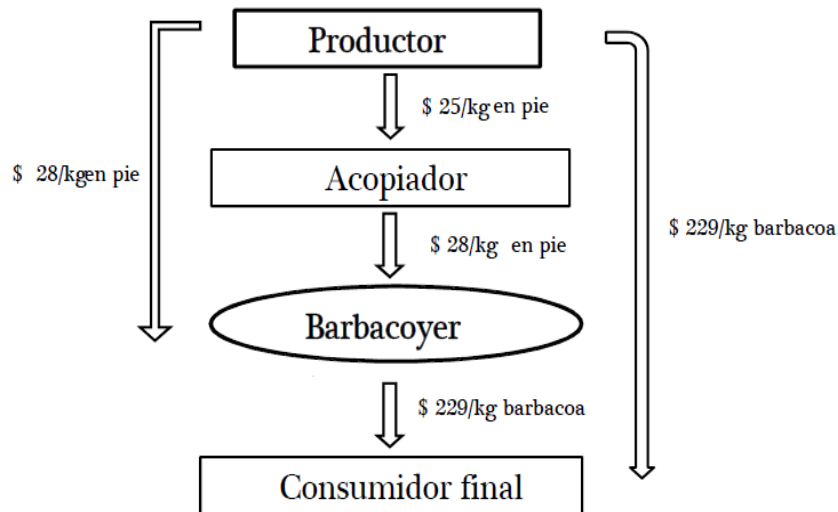 Productor
$ 25/kg en pie
$ 28/kgen pie
Acopiador
$ 229/kg barbacoa
$ 28/kg en pie
Barbacoyer
$ 229/kg barbacoa
Consumidor final